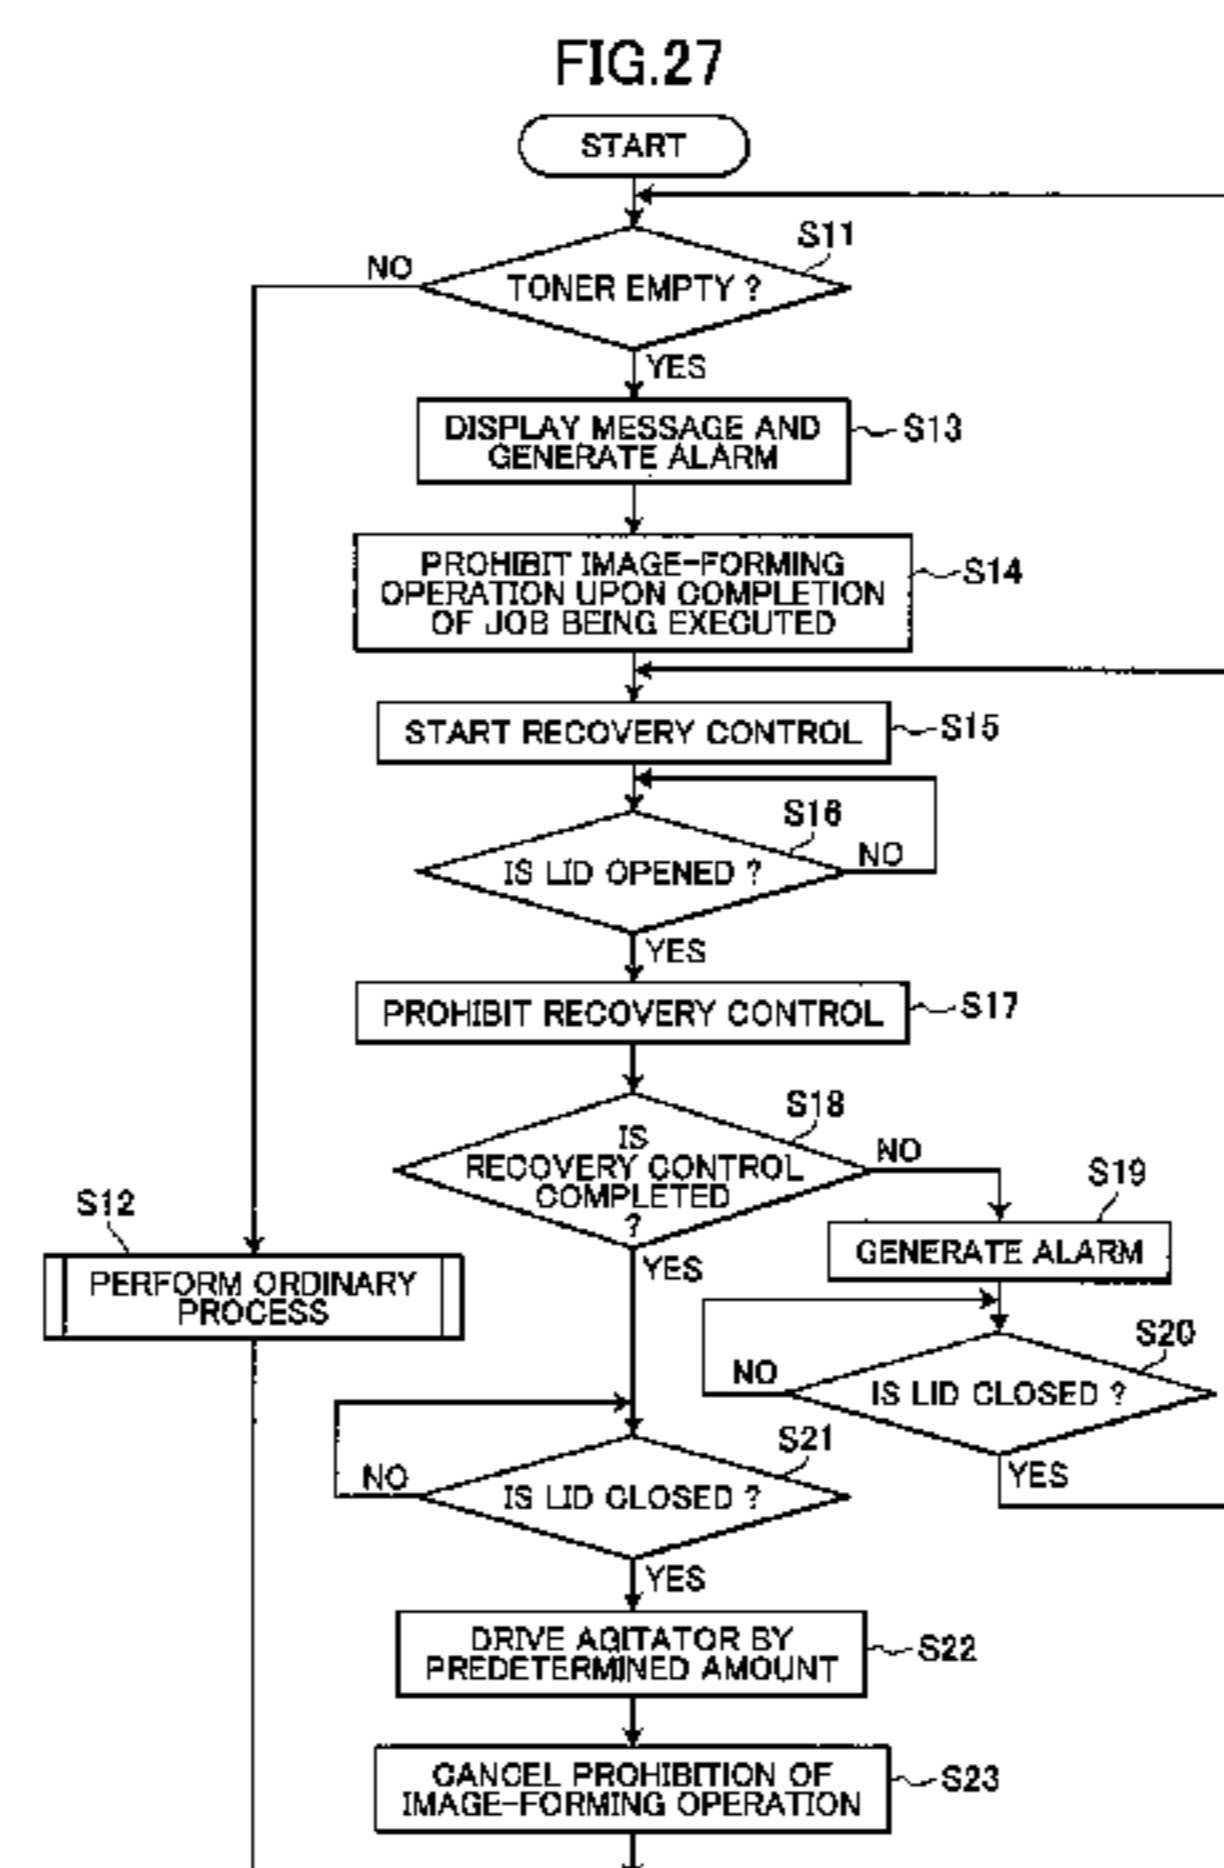 FIG.27
START
S11
NO
TONER EMPTY ?
YES
DISPLAY MESSAGE AND
GENERATE ALARM
S13
PROHIBIT IMAGE-FORMING
OPERATION UPON COMPLETION
OF JOB BEING EXECUTED
S14
START RECOVERY CONTROL
S15
S16
IS LID OPENED ?
NO
YES
PROHIBIT RECOVERY CONTROL
S17
S18
IS
RECOVERY CONTROL
COMPLETED
?
NO
YES
S19
GENERATE ALARM
S12
PERFORM ORDINARY
PROCESS
S20
NO
IS LID CLOSED ?
YES
S21
NO
IS LID CLOSED ?
YES
DRIVE AGITATOR BY
PREDETERMINED AMOUNT
S22
CANCEL PROHIBITION OF
IMAGE-FORMING OPERATION
S23